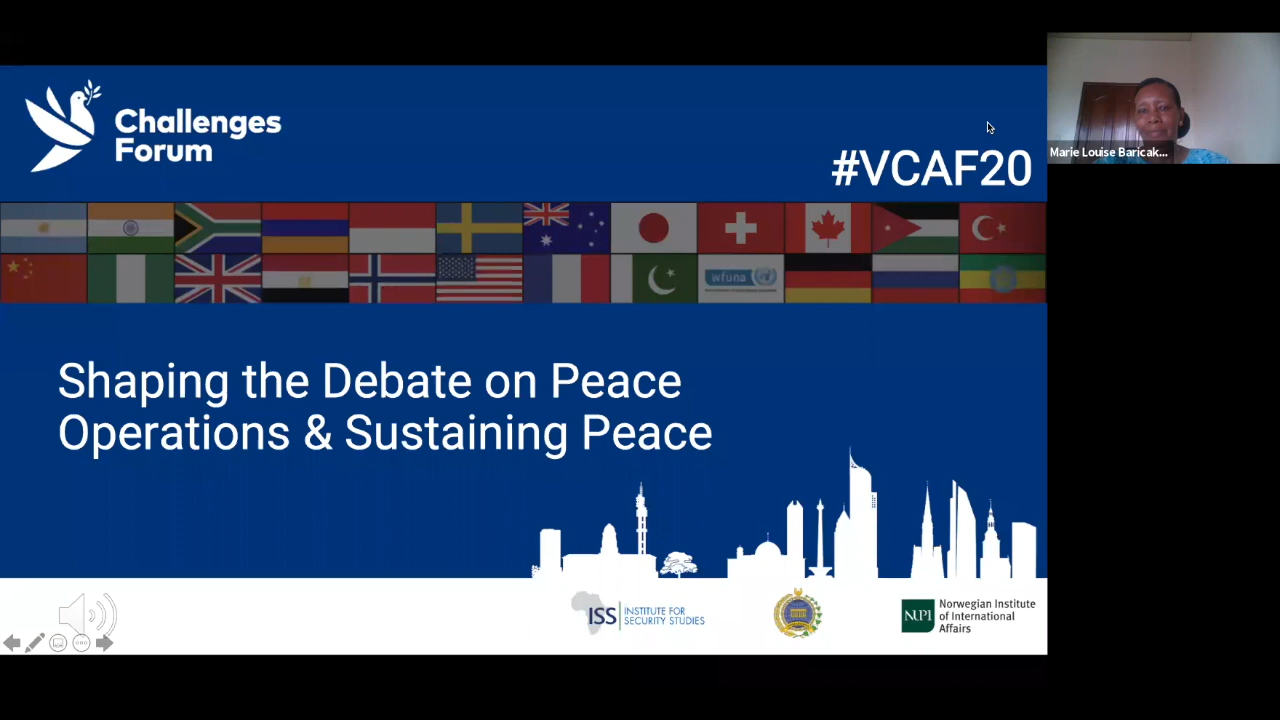 Challenges
Forum
#VCAF20
Marie Louise Baricak...
wfuna
Shaping the Debate on Peace
Operations & Sustaining Peace
ISS
INSTITUTE FOR
SECURITY STUDIES
NUPI
Norwegian Institute
of International
Affairs